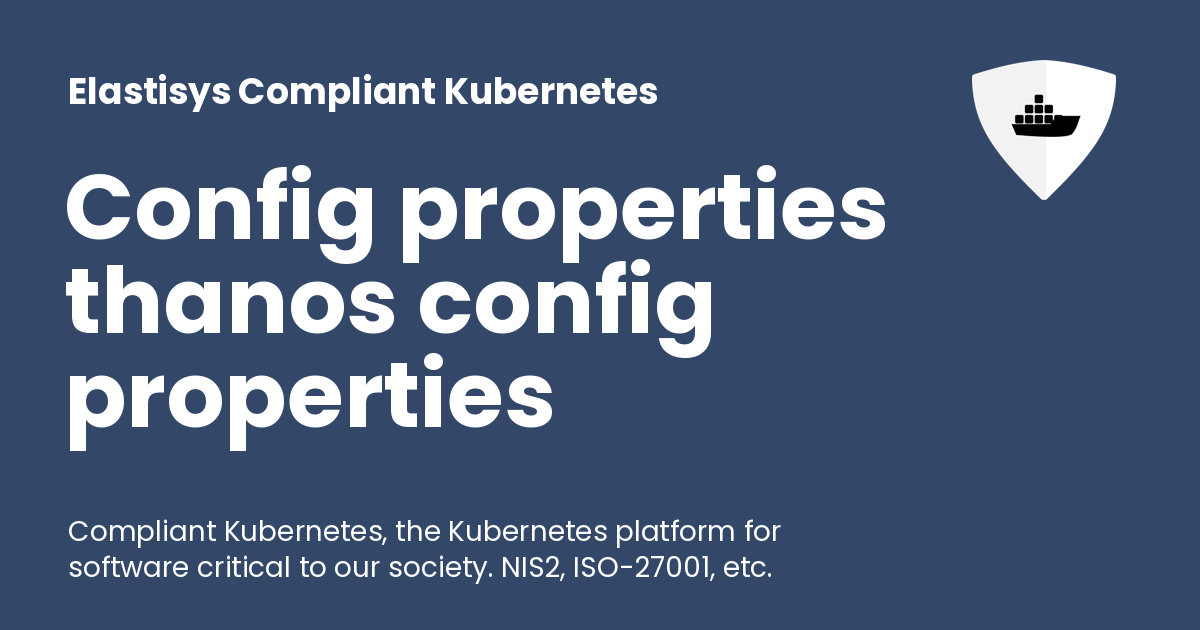 Elastisys Compliant Kubernetes
Config properties
thanos config
properties
Compliant Kubernetes, the Kubernetes platform for
software critical to our society. NIS2, ISO-27001, etc.